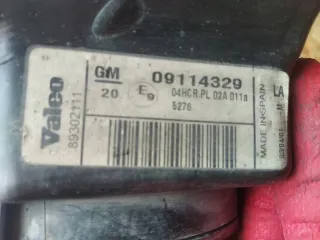 Valeo
89302111
GM 09114329
20 E9 04HCR PL 02A 0118
5276
MADE IN SPAIN
LA